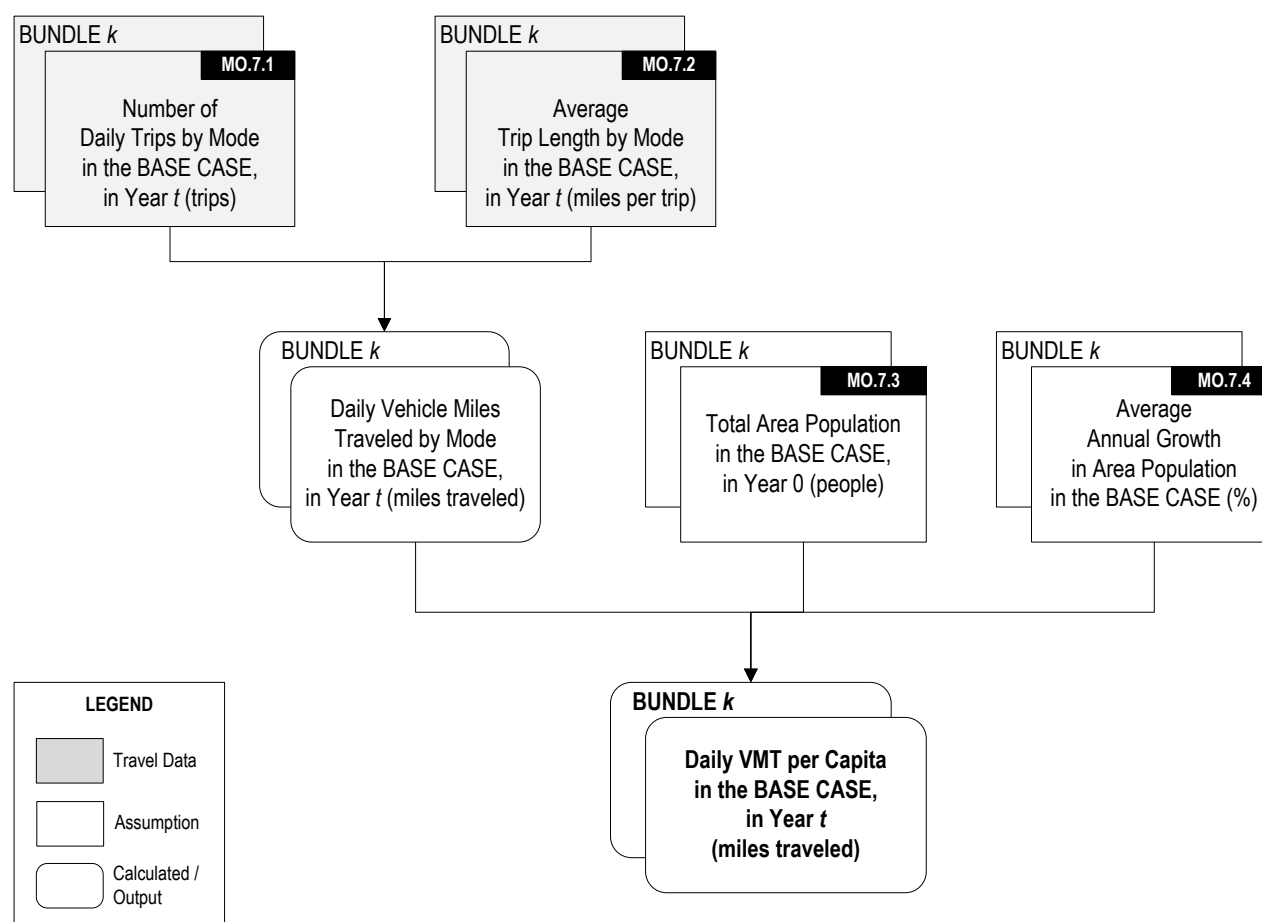 BUNDLE k
MO.7.1
Number of
Daily Trips by Mode
in the BASE CASE,
in Year t (trips)
BUNDLE k
MO.7.2
Average
Trip Length by Mode
in the BASE CASE,
in Year t (miles per trip)
BUNDLE k
Daily Vehicle Miles
Traveled by Mode
in the BASE CASE,
in Year t (miles traveled)
BUNDLE k
MO.7.3
Total Area Population
in the BASE CASE,
in Year 0 (people)
BUNDLE k
MO.7.4
Average
Annual Growth
in Area Population
in the BASE CASE (%)
BUNDLE k
Daily VMT per Capita
in the BASE CASE,
in Year t
(miles traveled)
LEGEND
Travel Data
Assumption
Calculated /
Output